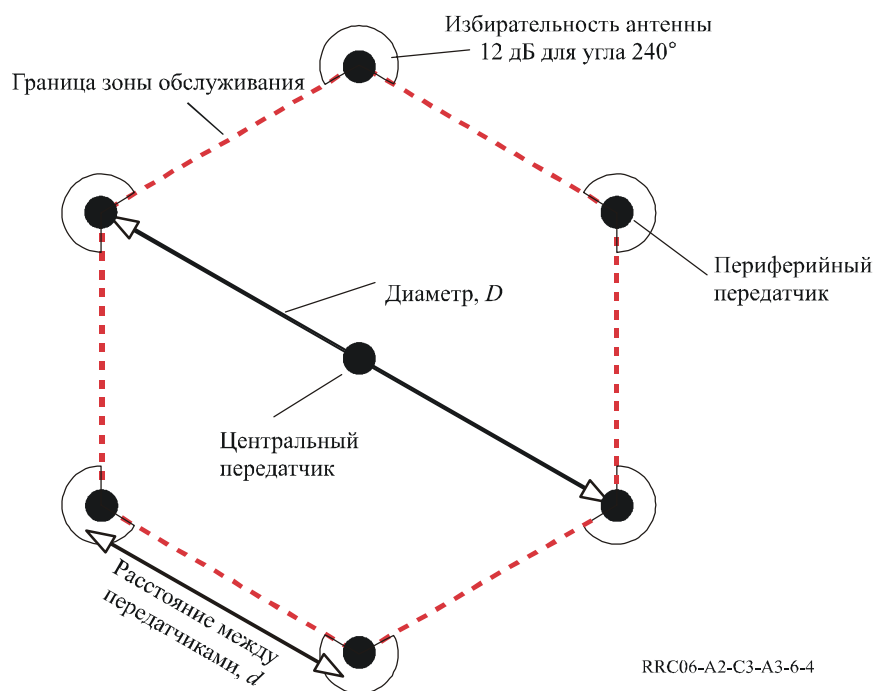 Избирательность антенны
12 дБ для угла 240°
Граница зоны обслуживания
Периферийный
передатчик
Диаметр, D
Центральный
передатчик
Расстояние между
передатчиками, d
RRC06-A2-C3-A3-6-4